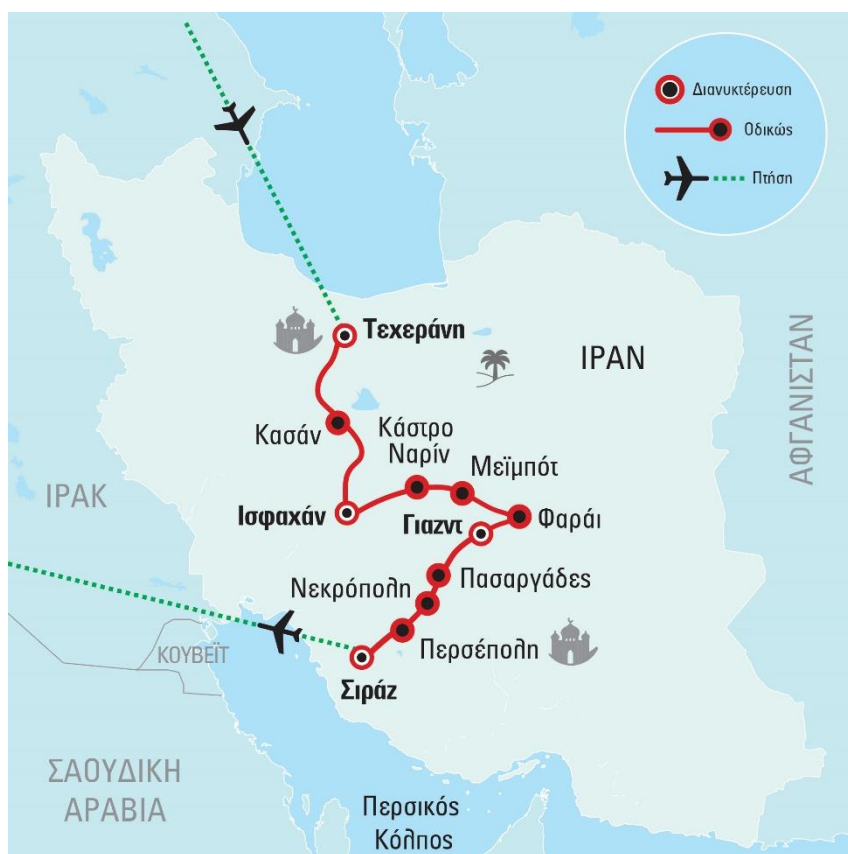 Διανυκτέρευση
Οδικώς
Πτήση
Τεχεράνη
ΙΡΑΝ
ΑΦΓΑΝΙΣΤΑΝ
Κασάν
Κάστρο
Ναρίν
Μεϊμπότ
ΙΡΑΚ
Ισφαχάν
Γιαζντ
Φαράι
Πασαργάδες
Νεκρόπολη
ΚΟΥΒΕΪΤ
Περσέπολη
Σιράζ
ΣΑΟΥΔΙΚΗ
ΑΡΑΒΙΑ
Περσικός
Κόλπος